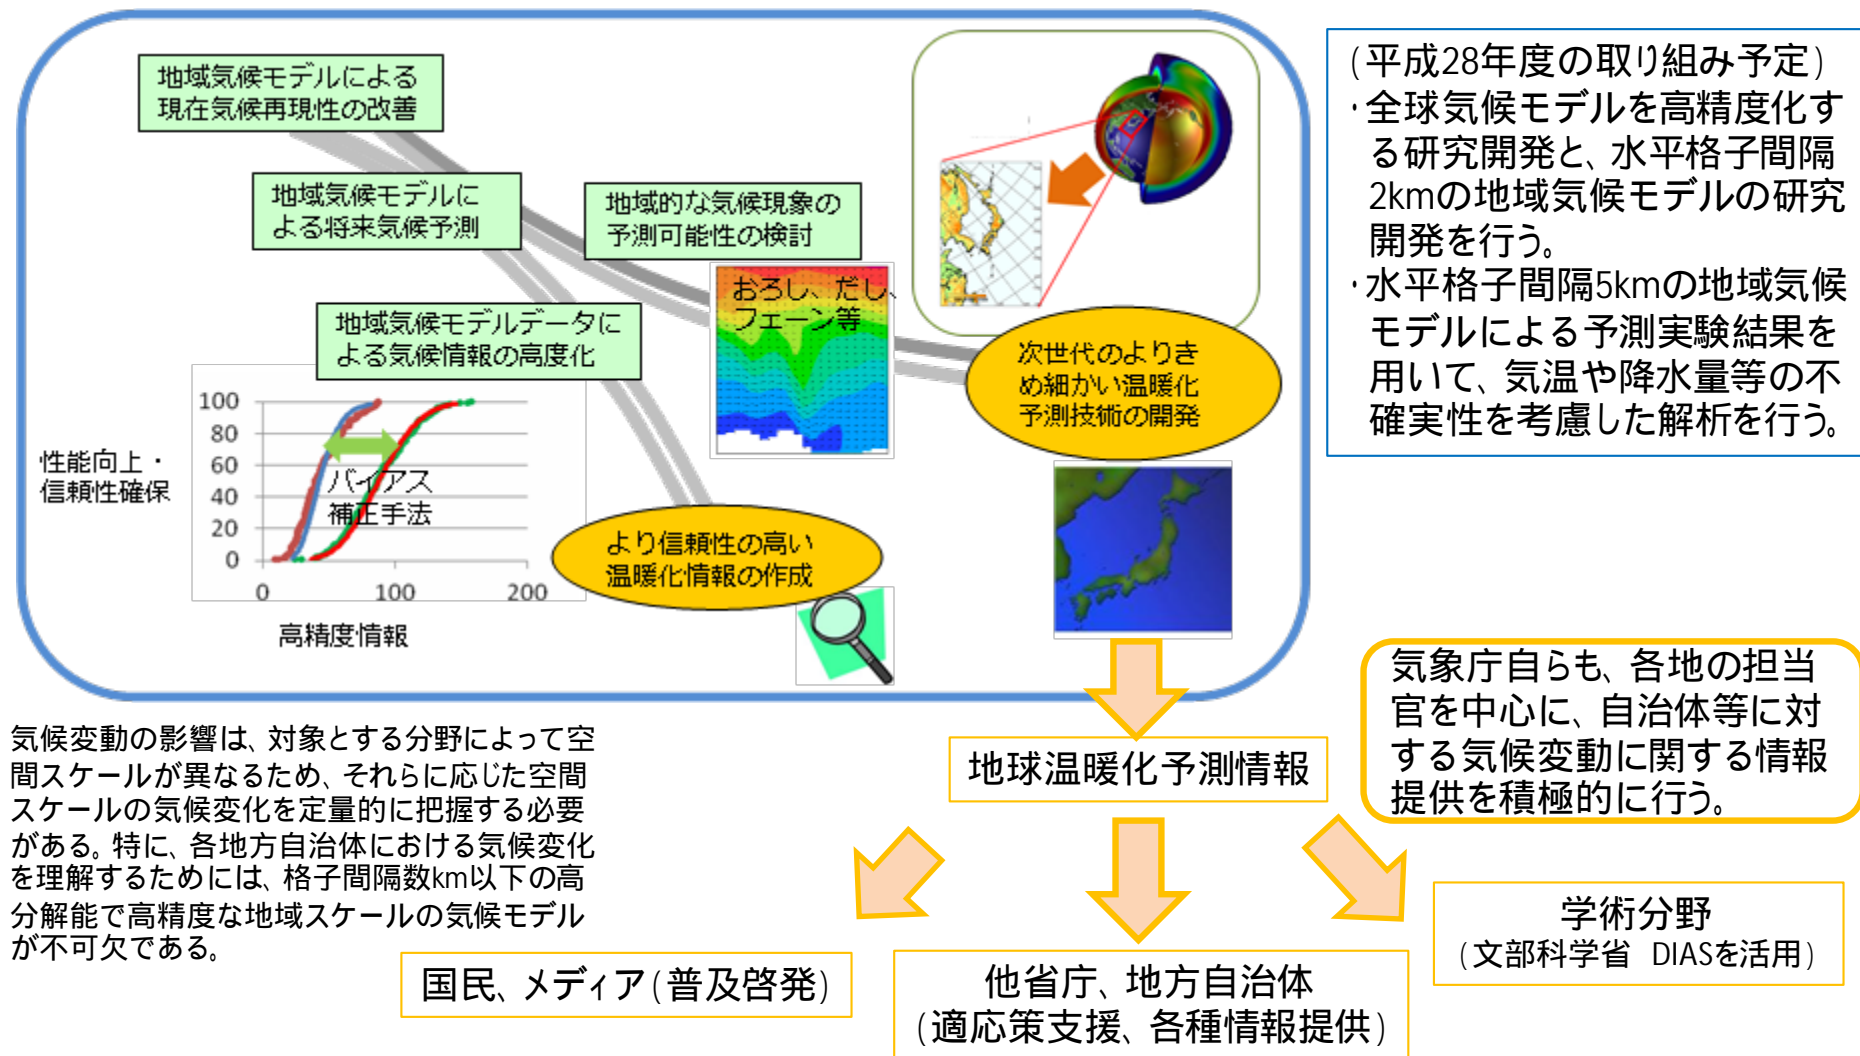 地域気候モデルによる
現在気候再現性の改善
地域気候モデルに
よる将来気候予測
地域的な気候現象の
予測可能性の検討
おろし、だし、
フェーン等
地域気候モデルデータに
よる気候情報の高度化
次世代のよりき
め細かい温暖化
予測技術の開発
性能向上・
信頼性確保
100
80
60
40
20
0
バイアス
補正手法
0
100
200
高精度情報
より信頼性の高い
温暖化情報の作成
(平成28年度の取り組み予定)
・全球気候モデルを高精度化す
る研究開発と、水平格子間隔
2kmの地域気候モデルの研究
開発を行う。
・水平格子間隔5kmの地域気候
モデルによる予測実験結果を
用いて、気温や降水量等の不
確実性を考慮した解析を行う。
気候変動の影響は、対象とする分野によって空
間スケールが異なるため、それらに応じた空間
スケールの気候変化を定量的に把握する必要
がある。特に、各地方自治体における気候変化
を理解するためには、格子間隔数km以下の高
分解能で高精度な地域スケールの気候モデル
が不可欠である。
気象庁自らも、各地の担当
官を中心に、自治体等に対
する気候変動に関する情報
提供を積極的に行う。
地球温暖化予測情報
国民、メディア(普及啓発)
他省庁、地方自治体
(適応策支援、各種情報提供)
学術分野
(文部科学省 DIASを活用)